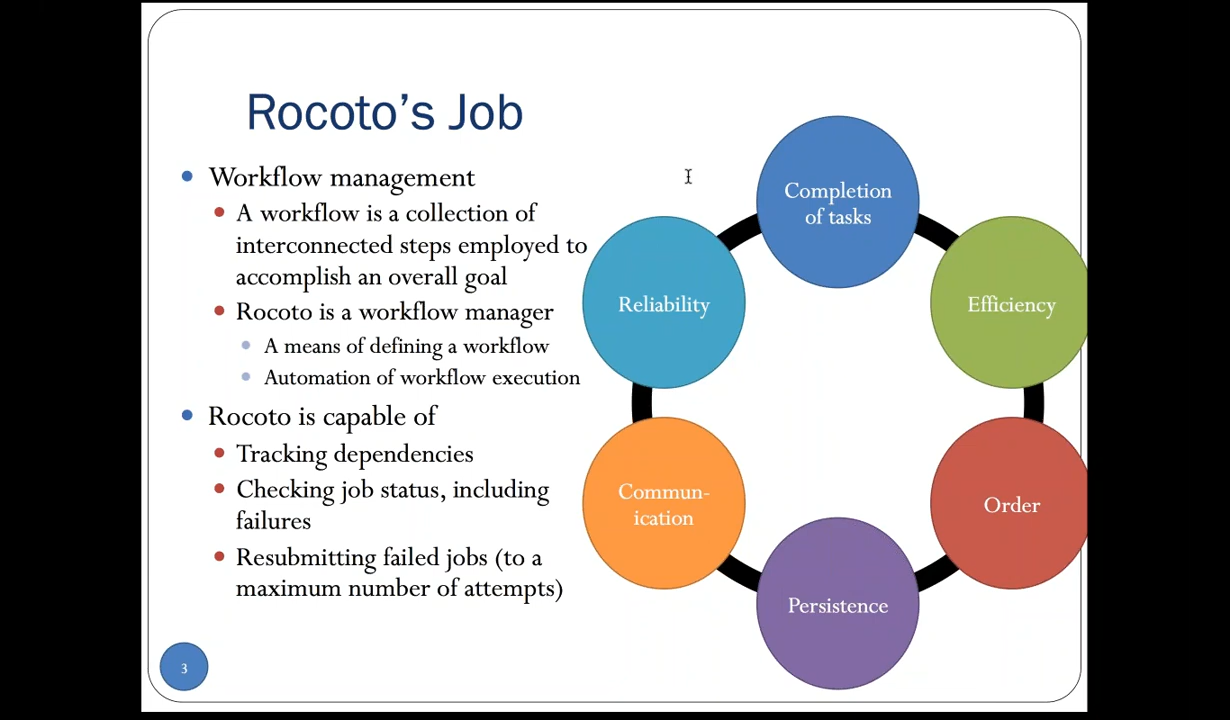 Rocoto's Job
Workflow management
A workflow is a collection of
interconnected steps employed to
accomplish an overall goal
Rocoto is a workflow manager
A means of defining a workflow
Automation of workflow execution
Rocoto is capable of
Tracking dependencies
Checking job status, including
failures
Resubmitting failed jobs (to a
maximum number of attempts)
Completion
of tasks
Efficiency
Order
Persistence
Commun-
ication
Reliability
3